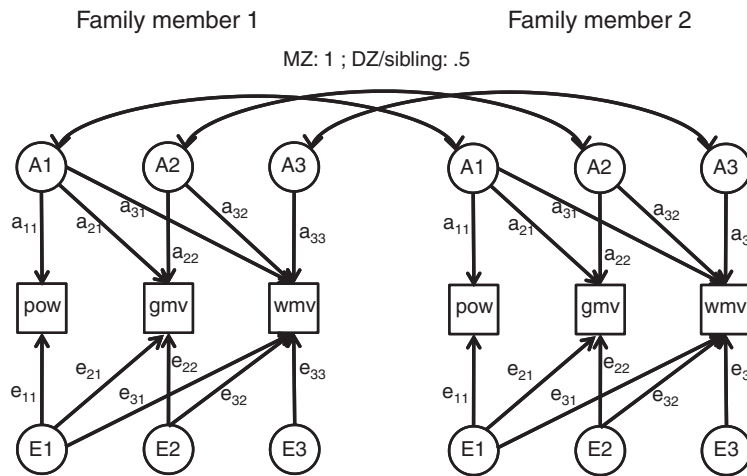 Family member 1 Family member 2
MZ: 1 ; DZ/sibling: .5
A1 A2 A3 A1 A2 A3
a11 a21 a31 a32 a11 a21 a31 a32
a22 a33 a22 a3
pow gmv wmv pow gmv wmv
e11 e21 e31 e22 e32 e33 e11 e21 e31 e22 e32 e3
E1 E2 E3 E1 E2 E3